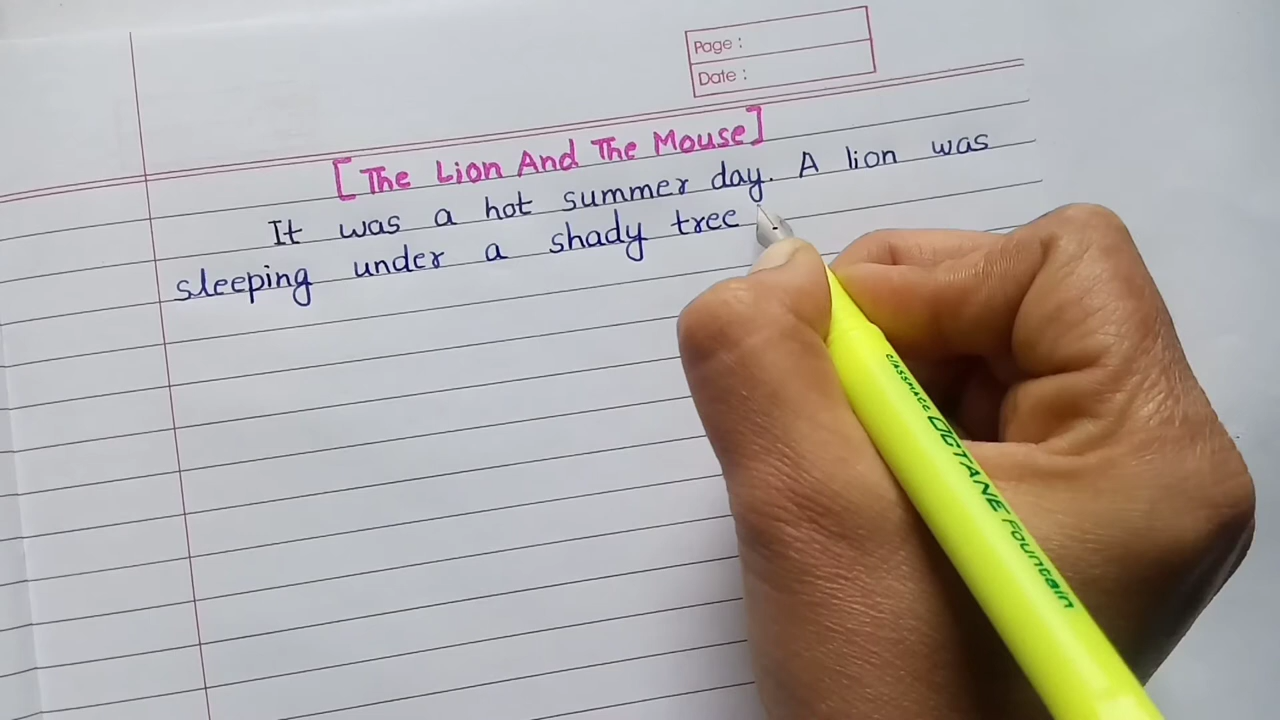 Page :
Date :
[The Lion And The Mouse]
It was a hot summer day. A lion was
sleeping under a shady tree
CLASSMATE OCTANE Fountain